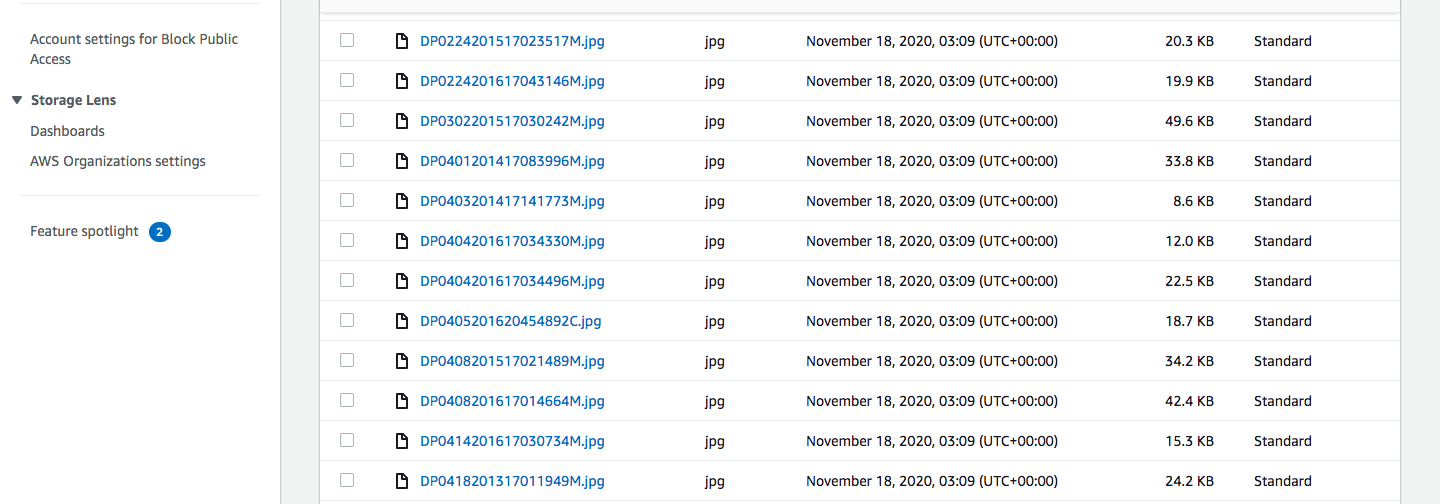 Account settings for Block Public
Access
Storage Lens
Dashboards
AWS Organizations settings
Feature spotlight 2
DP0224201517023517M.jpg jpg November 18, 2020, 03:09 (UTC+00:00) 20.3 KB Standard
DP0224201617043146M.jpg jpg November 18, 2020, 03:09 (UTC+00:00) 19.9 KB Standard
DP0302201517030242M.jpg jpg November 18, 2020, 03:09 (UTC+00:00) 49.6 KB Standard
DP0401201417083996M.jpg jpg November 18, 2020, 03:09 (UTC+00:00) 33.8 KB Standard
DP0403201417141773M.jpg jpg November 18, 2020, 03:09 (UTC+00:00) 8.6 KB Standard
DP0404201617034330M.jpg jpg November 18, 2020, 03:09 (UTC+00:00) 12.0 KB Standard
DP0404201617034496M.jpg jpg November 18, 2020, 03:09 (UTC+00:00) 22.5 KB Standard
DP0405201620454892C.jpg jpg November 18, 2020, 03:09 (UTC+00:00) 18.7 KB Standard
DP0408201517021489M.jpg jpg November 18, 2020, 03:09 (UTC+00:00) 34.2 KB Standard
DP0408201617014664M.jpg jpg November 18, 2020, 03:09 (UTC+00:00) 42.4 KB Standard
DP0414201617030734M.jpg jpg November 18, 2020, 03:09 (UTC+00:00) 15.3 KB Standard
DP0418201317011949M.jpg jpg November 18, 2020, 03:09 (UTC+00:00) 24.2 KB Standard